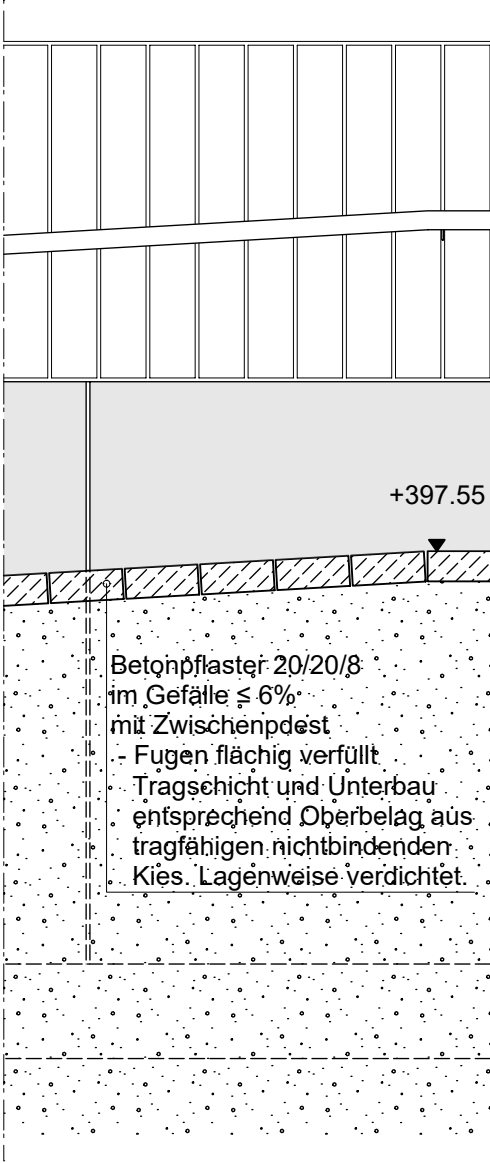 +397.55
Betonpflaster 20/20/8
im Gefälle ≤ 6%
mit Zwischenpdest
- Fugen flächig verfüllt
Tragschicht und Unterbau
entsprechend Oberbelag aus
tragfähigen nichtbindenden
Kies. Lagenweise verdichtet.